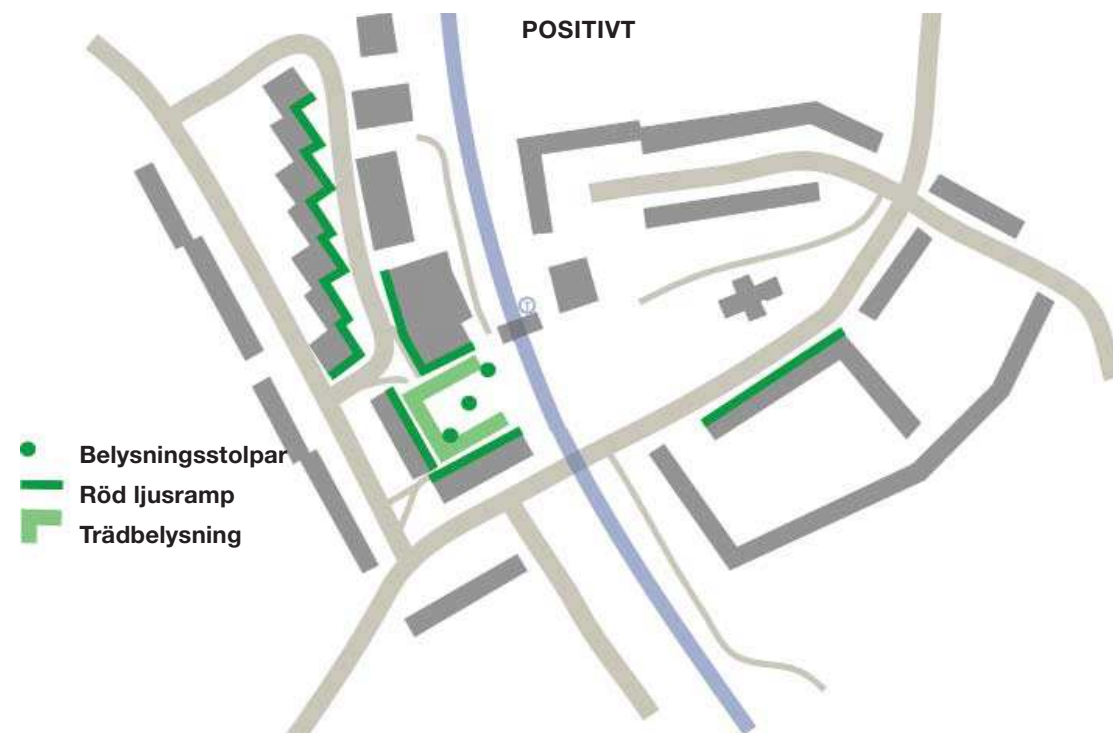 POSITIVT
T
Belysningsstolpar
Röd ljusramp
Trädbelysning